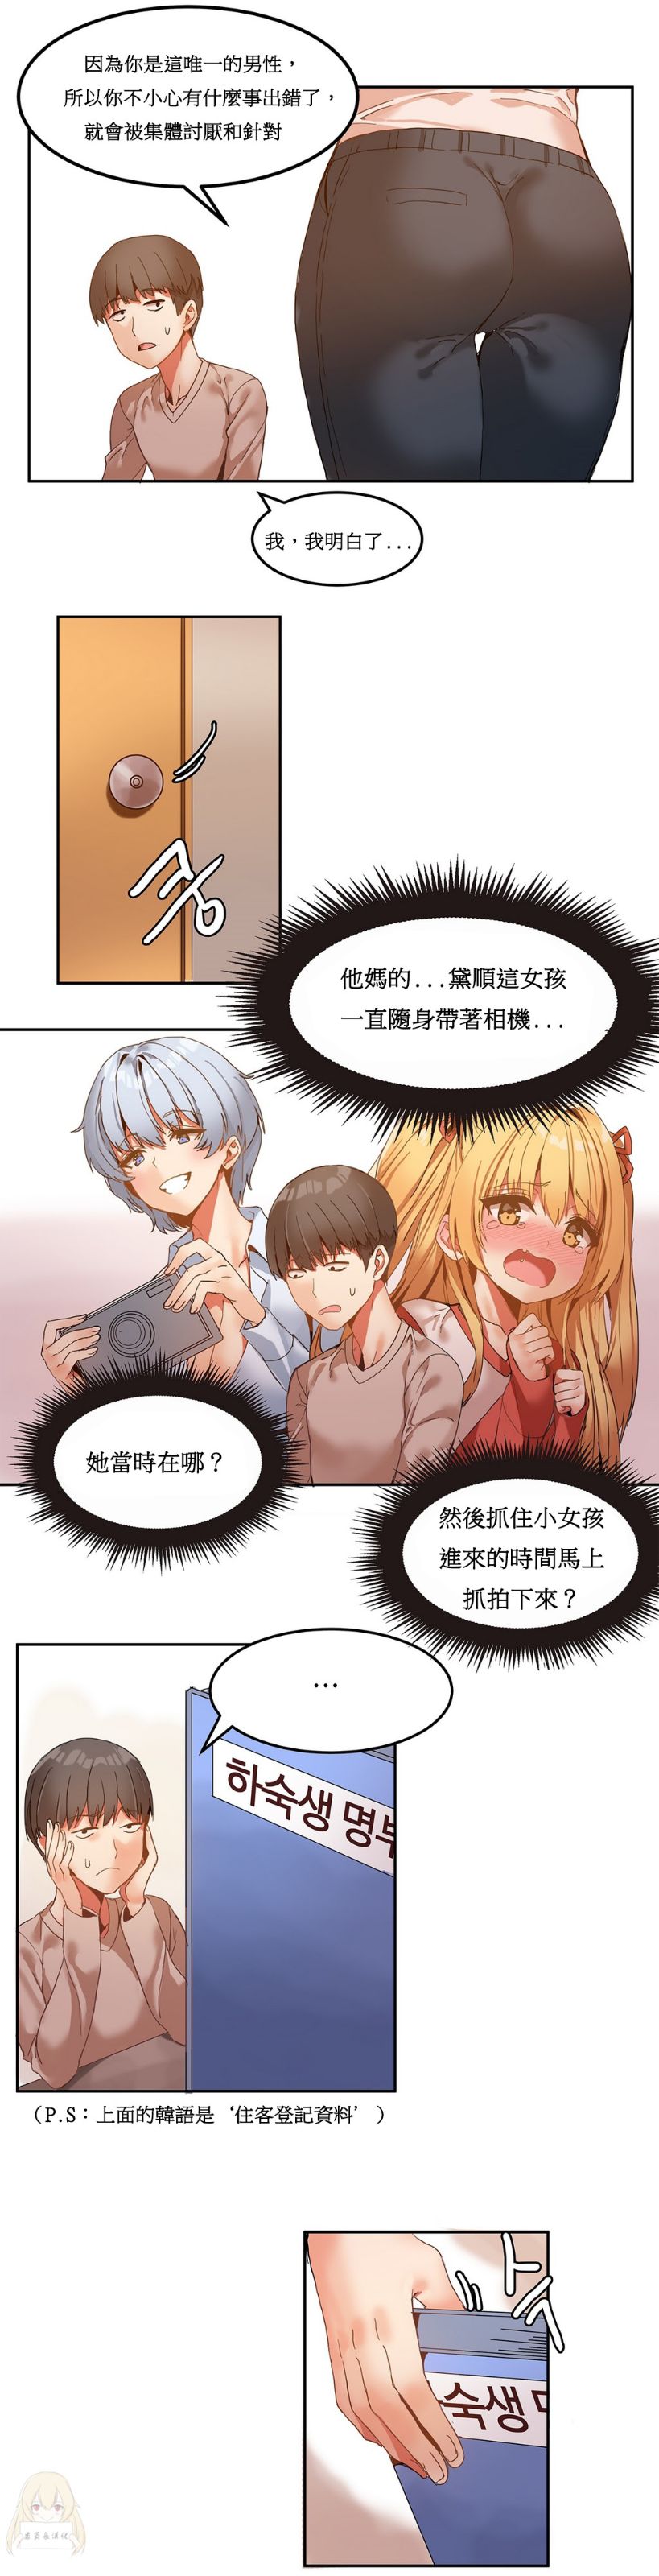 因為你是這唯一的男性，
所以你不小心有什麼事出錯了，
就會被集體討厭和針對
我，我明白了...
쿵
他媽的...黛順這女孩
一直隨身帶著相機...
她當時在哪？
然後抓住小女孩
進來的時間馬上
抓拍下來？
...
하숙생 명부
（P.S：上面的韓語是‘住客登記資料’）
숙생